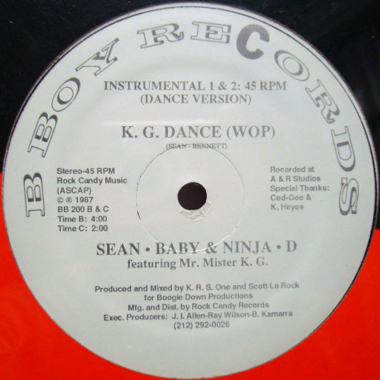 B BOY RECORDS
INSTRUMENTAL 1 & 2: 45 RPM
(DANCE VERSION)
K. G. DANCE (WOP)
(SEAN - BENNETT)
Stereo-45 RPM
Rock Candy Music
(ASCAP)
© ℗ 1987
BB 200 B & C
Time B: 4:00
Time C: 2:00
Recorded at
A & R Studios
Special Thanks:
Ced-Gee &
K. Heyes
SEAN • BABY & NINJA • D
featuring Mr. Mister K. G.
Produced and Mixed by K. R. S. One and Scott La Rock
for Boogie Down Productions
Mfg. and Dist. by Rock Candy Records
Exec. Producers: J. I. Allen-Ray Wilson-B. Kamarra
(212) 292-0026